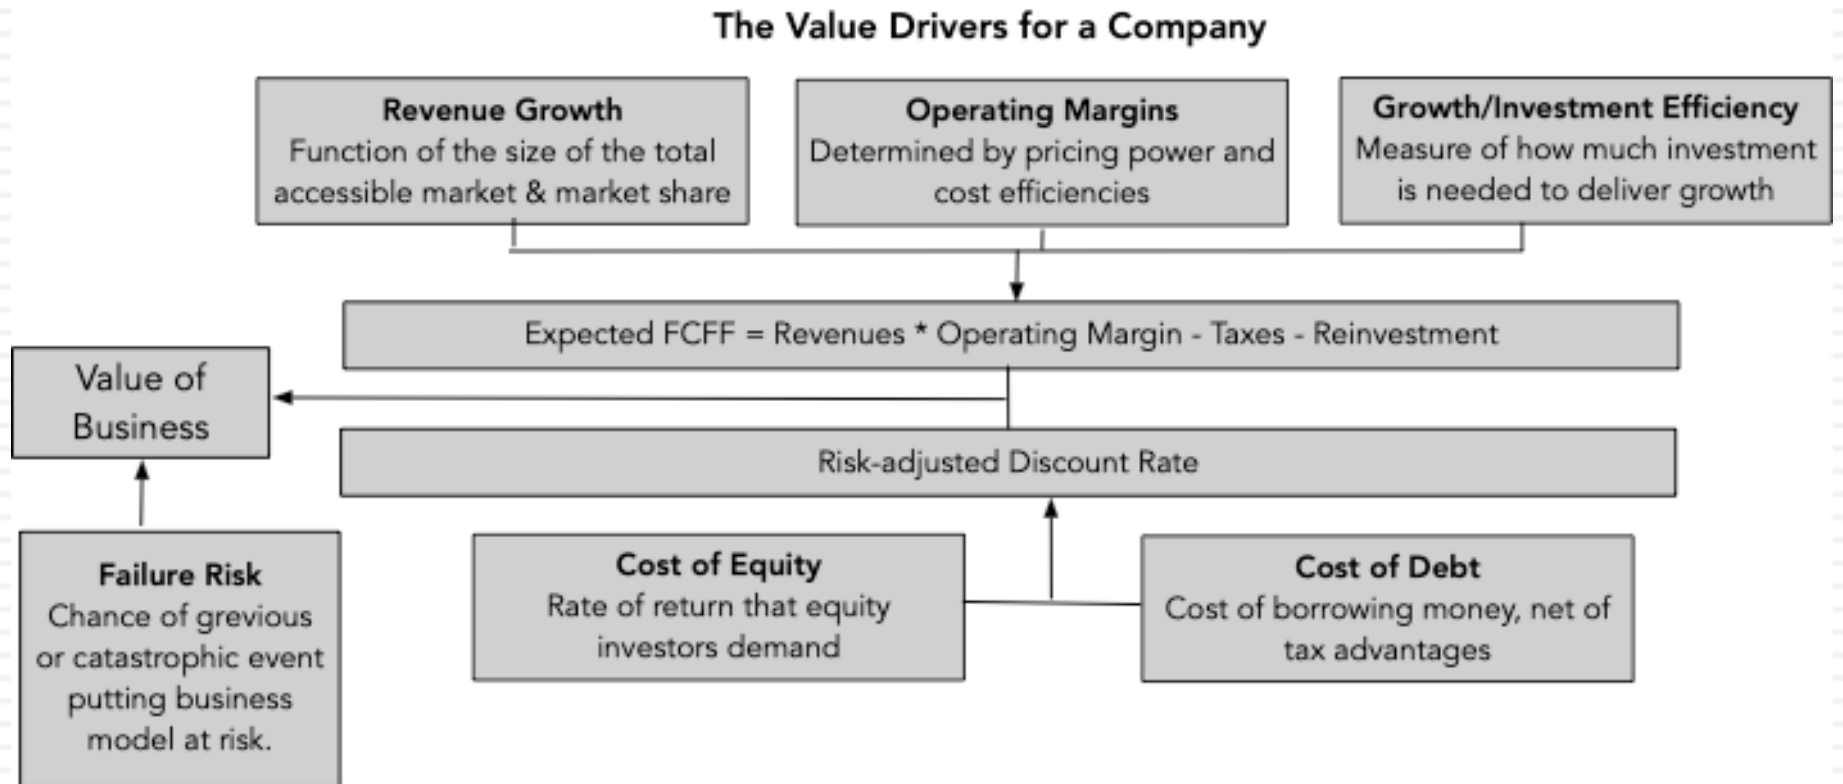 The Value Drivers for a Company
Revenue Growth
Function of the size of the total
accessible market & market share
Operating Margins
Determined by pricing power and
cost efficiencies
Growth/Investment Efficiency
Measure of how much investment
is needed to deliver growth
Expected FCFF = Revenues * Operating Margin - Taxes - Reinvestment
Value of
Business
Risk-adjusted Discount Rate
Failure Risk
Chance of grevious
or catastrophic event
putting business
model at risk.
Cost of Equity
Rate of return that equity
investors demand
Cost of Debt
Cost of borrowing money, net of
tax advantages